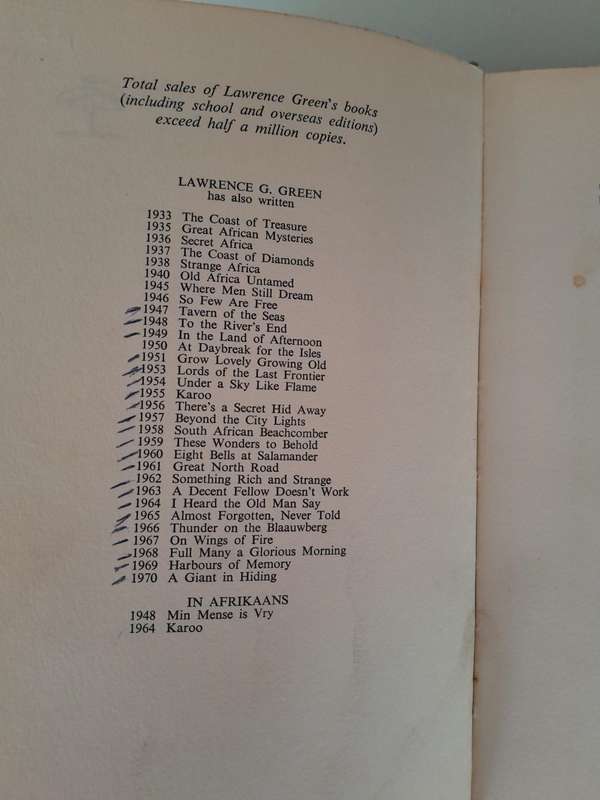 Total sales of Lawrence Green's books
(including school and overseas editions)
exceed half a million copies.
LAWRENCE G. GREEN
has also written
1933 The Coast of Treasure
1935 Great African Mysteries
1936 Secret Africa
1937 The Coast of Diamonds
1938 Strange Africa
1940 Old Africa Untamed
1945 Where Men Still Dream
1946 So Few Are Free
1947 Tavern of the Seas
1948 To the River's End
1949 In the Land of Afternoon
1950 At Daybreak for the Isles
1951 Grow Lovely Growing Old
1953 Lords of the Last Frontier
1954 Under a Sky Like Flame
1955 Karoo
1956 There's a Secret Hid Away
1957 Beyond the City Lights
1958 South African Beachcomber
1959 These Wonders to Behold
1960 Eight Bells at Salamander
1961 Great North Road
1962 Something Rich and Strange
1963 A Decent Fellow Doesn't Work
1964 I Heard the Old Man Say
1965 Almost Forgotten, Never Told
1966 Thunder on the Blaauwberg
1967 On Wings of Fire
1968 Full Many a Glorious Morning
1969 Harbours of Memory
1970 A Giant in Hiding
IN AFRIKAANS
1948 Min Mense is Vry
1964 Karoo